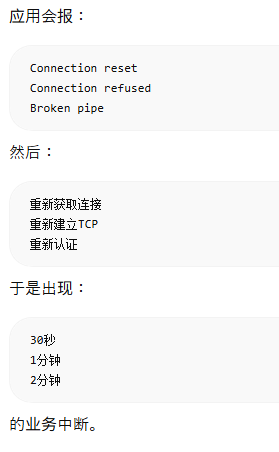 应用会报：
Connection reset
Connection refused
Broken pipe
然后：
重新获取连接
重新建立TCP
重新认证
于是出现：
30秒
1分钟
2分钟
的业务中断。